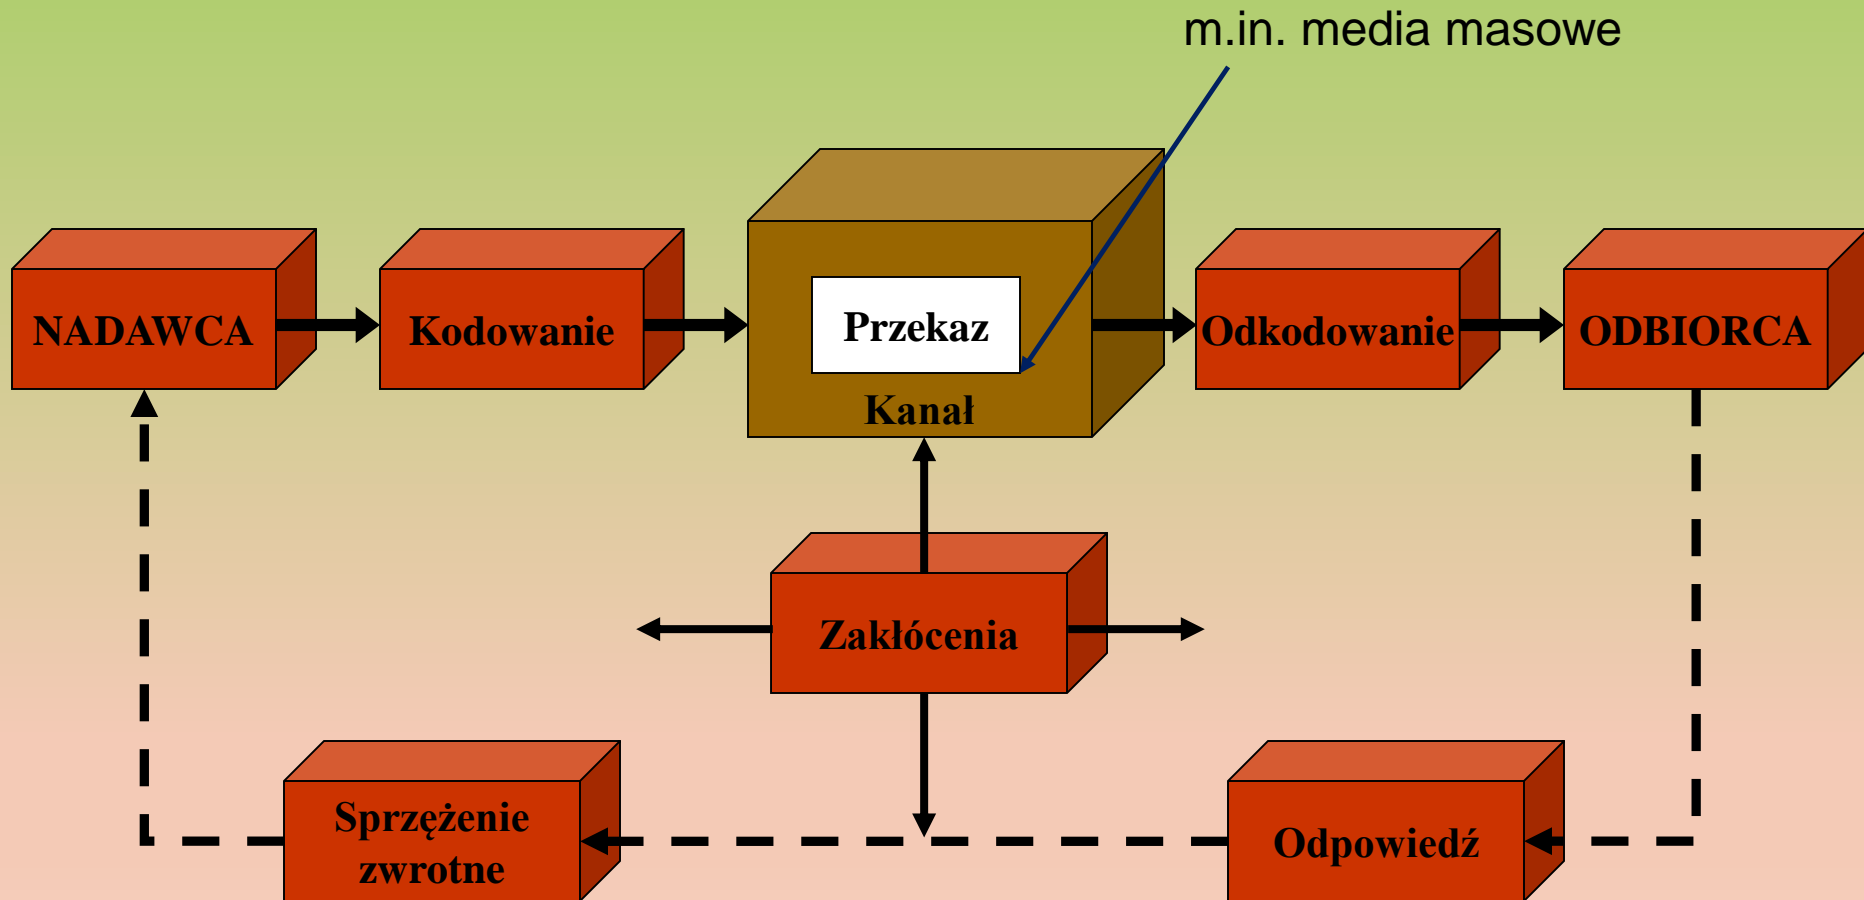 m.in. media masowe
NADAWCA
Kodowanie
Przekaz
Kanał
Odkodowanie
ODBIORCA
Zakłócenia
Sprzężenie
zwrotne
Odpowiedź